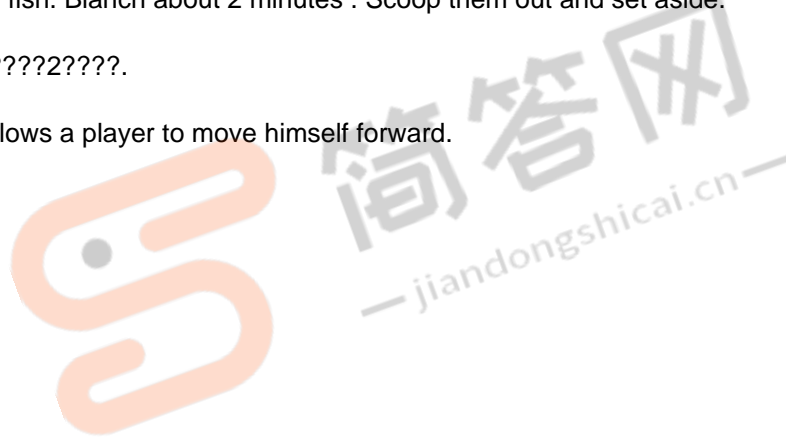 fish. Blanch about 2 minutes . Scoop them out and set aside.
???2????.
lows a player to move himself forward.
简答网
jiandongshicai.cn